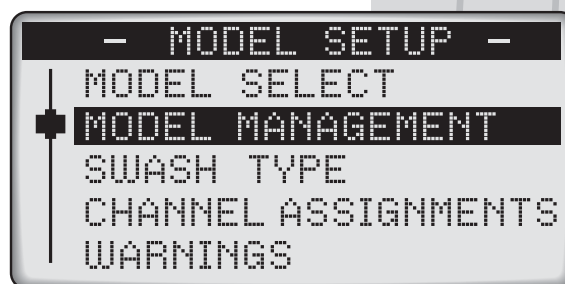 – MODEL SETUP –
MODEL SELECT
MODEL MANAGEMENT
SWASH TYPE
CHANNEL ASSIGNMENTS
WARNINGS